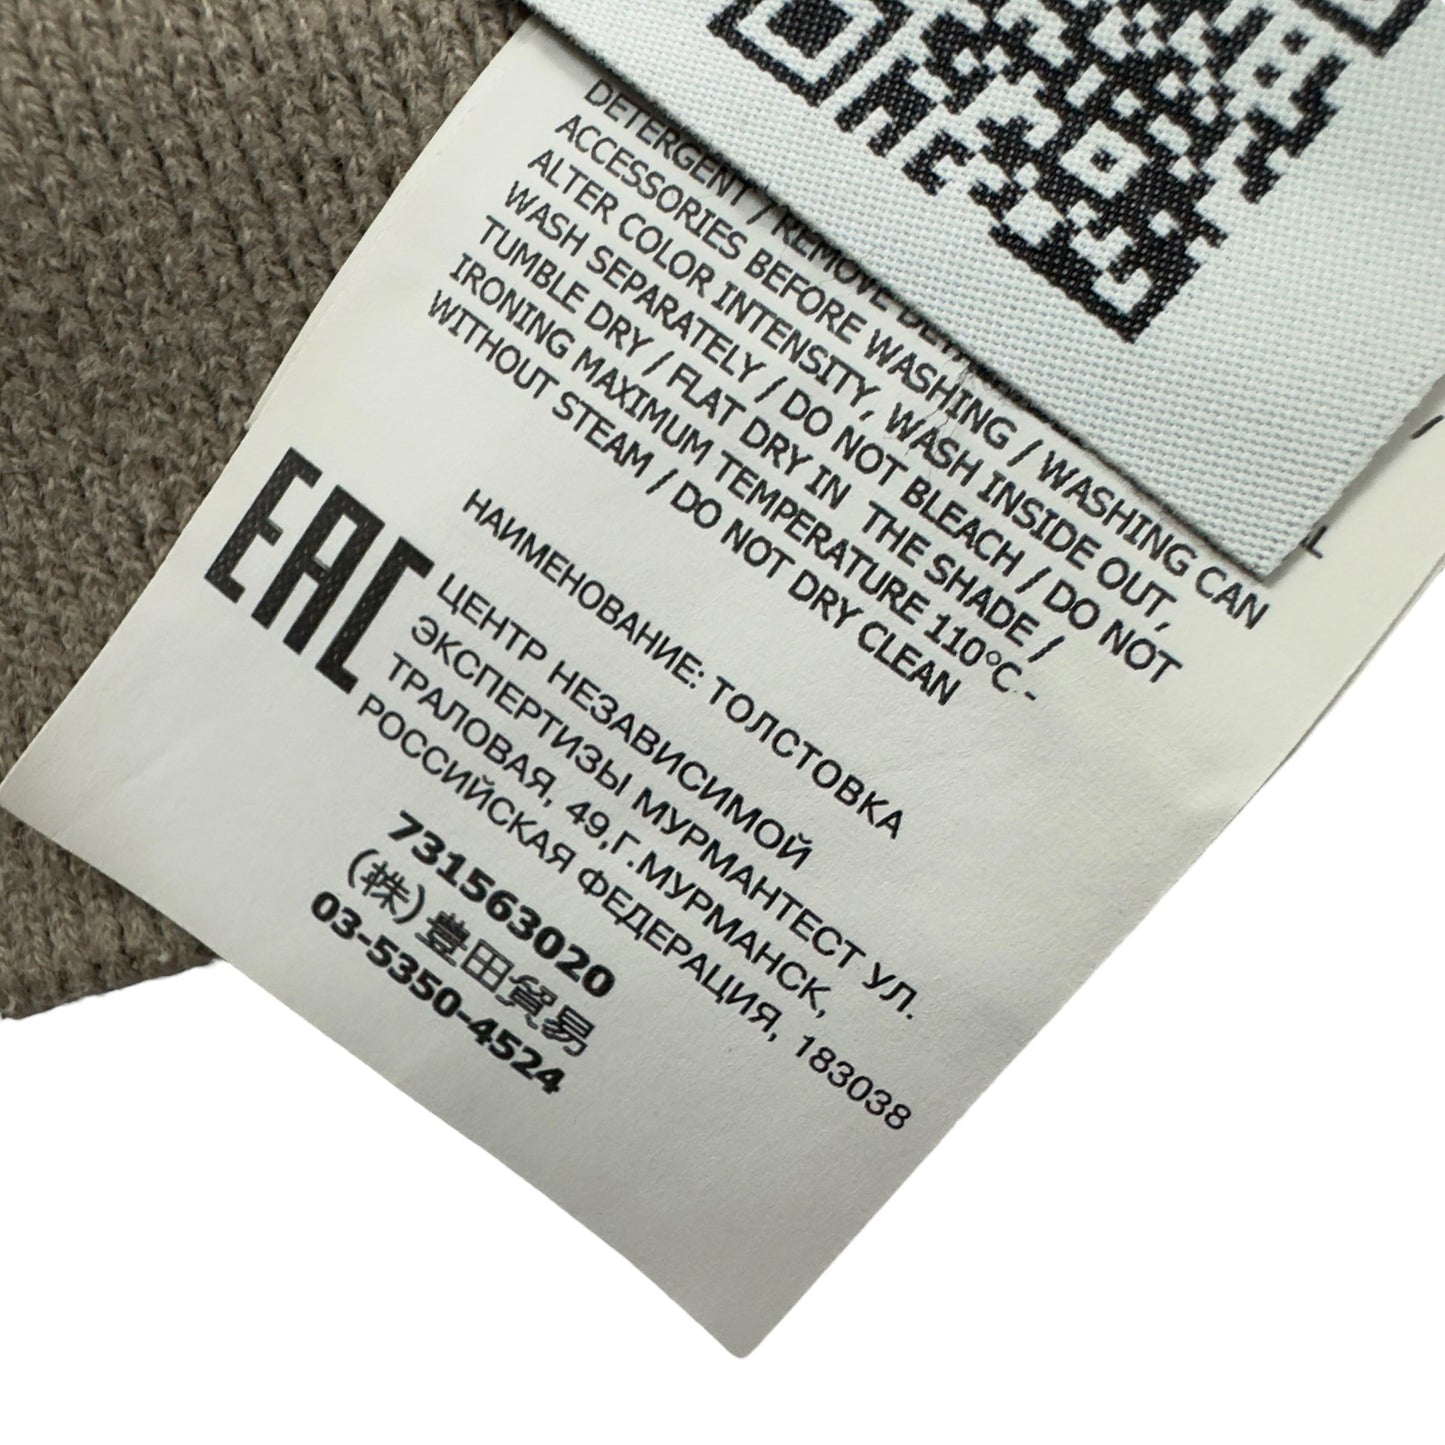 DETERGENT / REMOVE
ACCESSORIES BEFORE WASHING / WASHING CAN
ALTER COLOR INTENSITY, WASH INSIDE OUT,
WASH SEPARATELY / DO NOT BLEACH / DO NOT
TUMBLE DRY / FLAT DRY IN THE SHADE /
IRONING MAXIMUM TEMPERATURE 110°C -
WITHOUT STEAM / DO NOT DRY CLEAN
EAC
НАИМЕНОВАНИЕ: ТОЛСТОВКА
ЦЕНТР НЕЗАВИСИМОЙ
ЭКСПЕРТИЗЫ МУРМАНТЕСТ УЛ.
ТРАЛОВАЯ, 49,Г.МУРМАНСК,
РОССИЙСКАЯ ФЕДЕРАЦИЯ, 183038
731563020
(株)豊田貿易
03-5350-4524